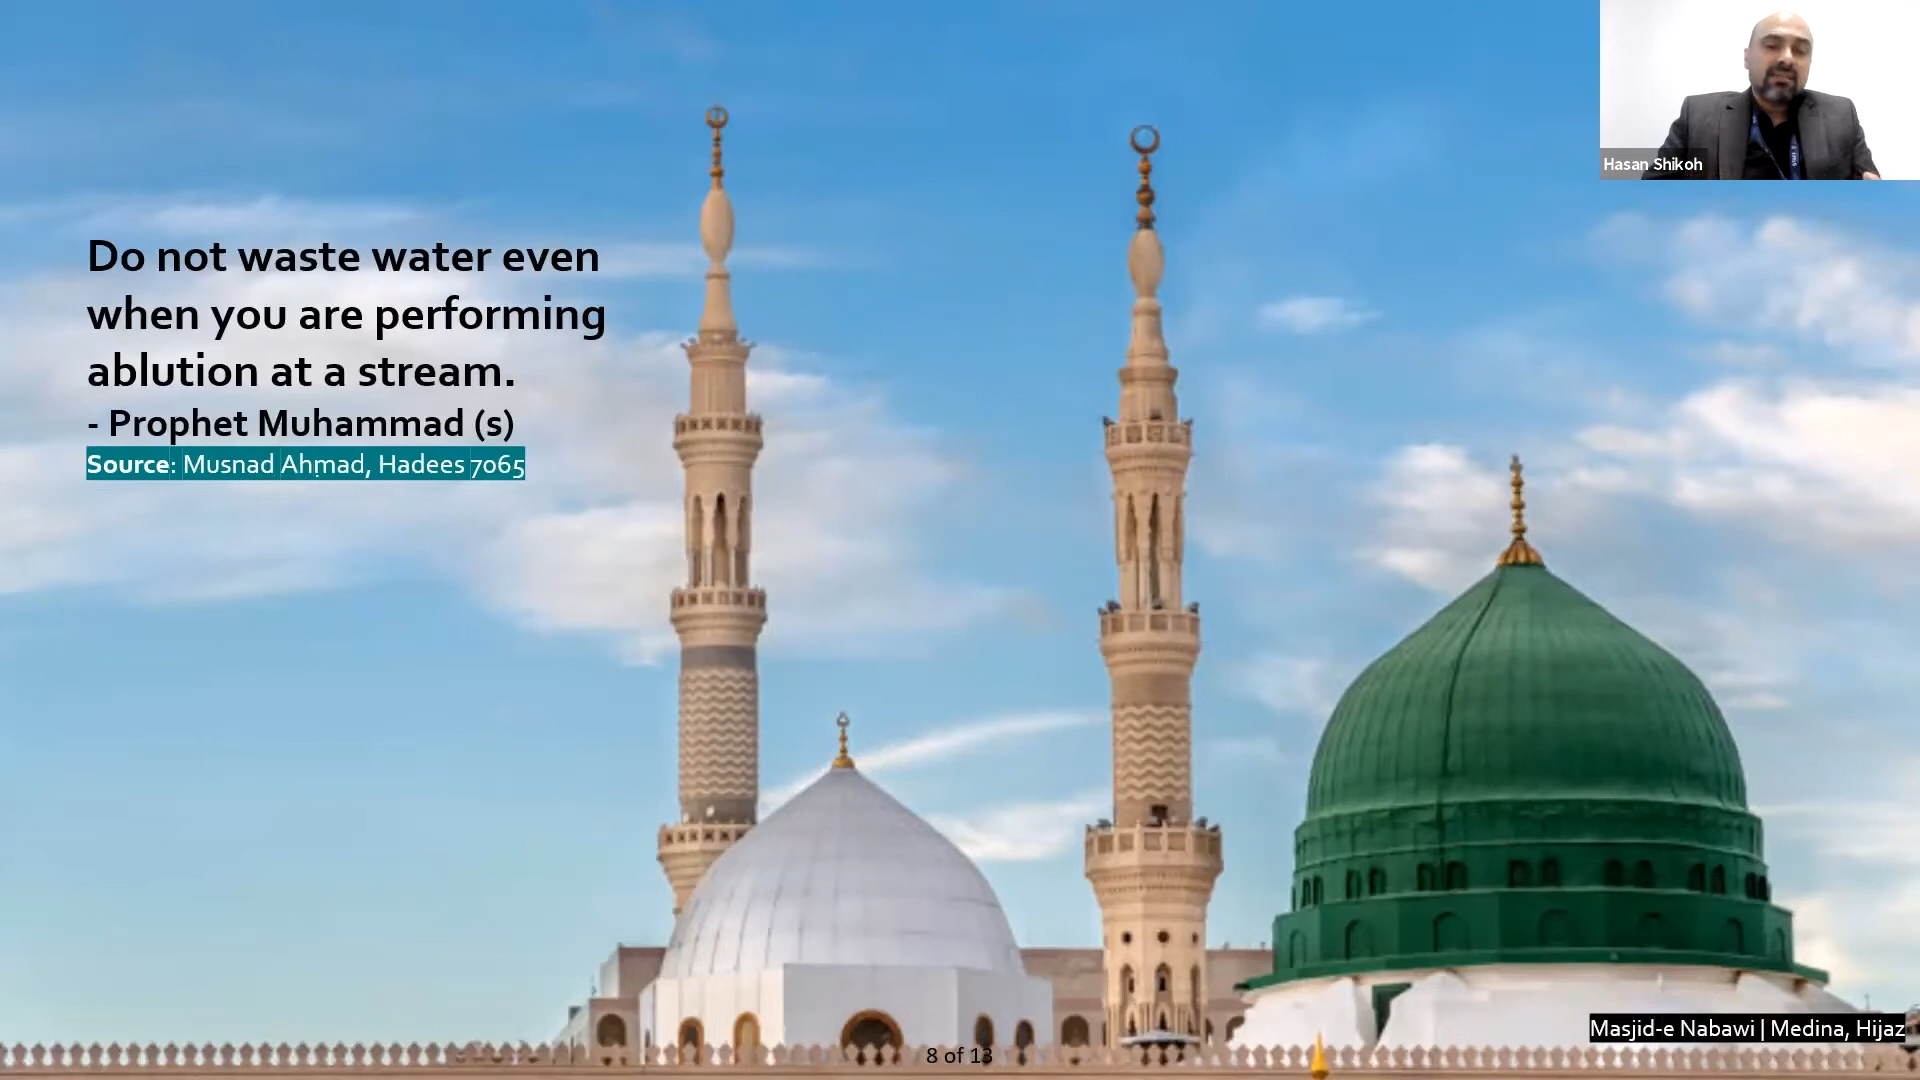 Hasan Shikoh
Do not waste water even
when you are performing
ablution at a stream.
- Prophet Muhammad (s)
Source: Musnad Aḥmad, Hadees 7065
Masjid-e Nabawi | Medina, Hijaz
8 of 13